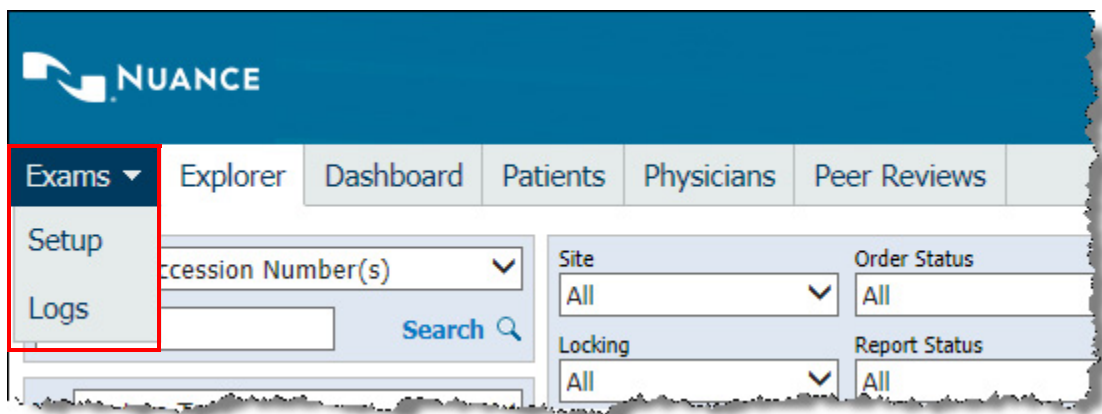 NUANCE
Exams Explorer Dashboard Patients Physicians Peer Reviews
Setup
Logs
ccession Number(s)
Search
Site
All
Order Status
All
Locking
All
Report Status
All